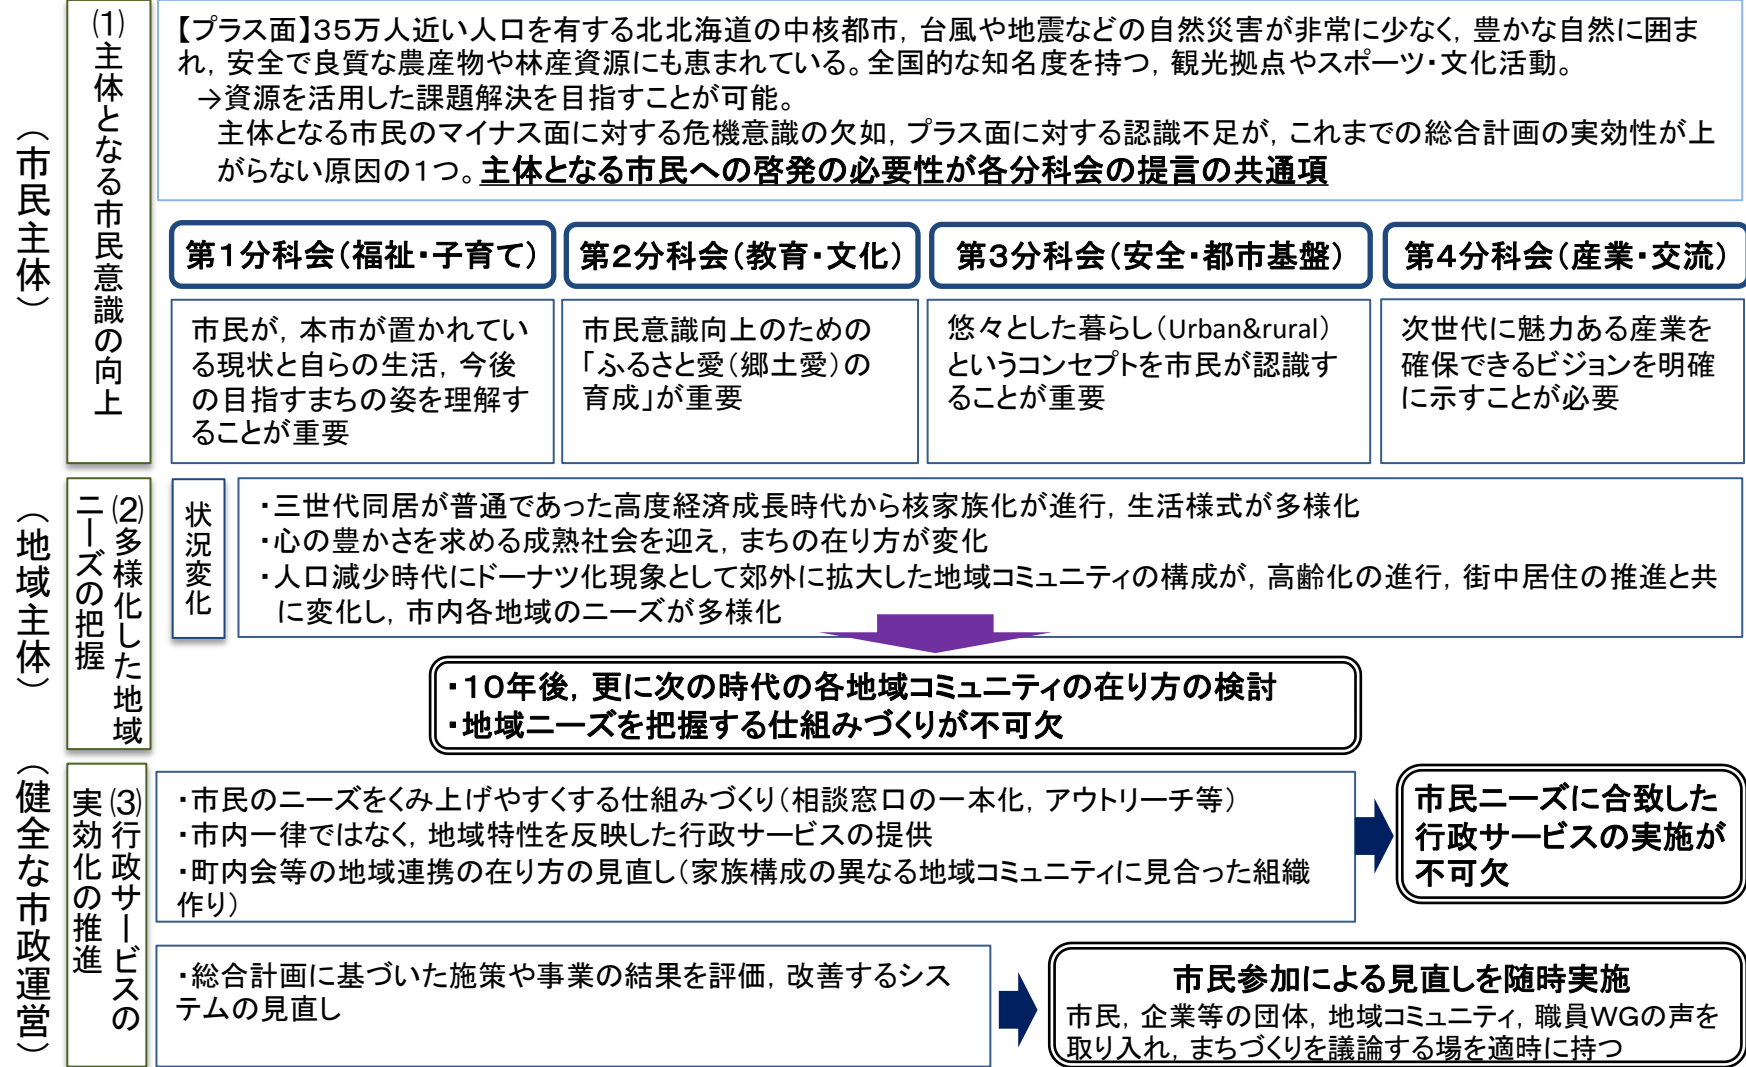 （市民主体）
⑴主体となる市民意識の向上
【プラス面】３５万人近い人口を有する北北海道の中核都市，台風や地震などの自然災害が非常に少なく，豊かな自然に囲ま
れ，安全で良質な農産物や林産資源にも恵まれている。全国的な知名度を持つ，観光拠点やスポーツ・文化活動。
→資源を活用した課題解決を目指すことが可能。
主体となる市民のマイナス面に対する危機意識の欠如，プラス面に対する認識不足が，これまでの総合計画の実効性が上
がらない原因の１つ。主体となる市民への啓発の必要性が各分科会の提言の共通項
第１分科会（福祉・子育て）
市民が，本市が置かれてい
る現状と自らの生活，今後
の目指すまちの姿を理解す
ることが重要
第２分科会（教育・文化）
市民意識向上のための
「ふるさと愛（郷土愛）の
育成」が重要
第３分科会（安全・都市基盤）
悠々とした暮らし（Urban&rural）
というコンセプトを市民が認識す
ることが重要
第４分科会（産業・交流）
次世代に魅力ある産業を
確保できるビジョンを明確
に示すことが必要
（地域主体）
⑵多様化した地域
ニーズの把握
状況変化
・三世代同居が普通であった高度経済成長時代から核家族化が進行，生活様式が多様化
・心の豊かさを求める成熟社会を迎え，まちの在り方が変化
・人口減少時代にドーナツ化現象として郊外に拡大した地域コミュニティの構成が，高齢化の進行，街中居住の推進と共
に変化し，市内各地域のニーズが多様化
・１０年後，更に次の時代の各地域コミュニティの在り方の検討
・地域ニーズを把握する仕組みづくりが不可欠
（健全な市政運営）
⑶行政サービスの
実効化の推進
・市民のニーズをくみ上げやすくする仕組みづくり（相談窓口の一本化，アウトリーチ等）
・市内一律ではなく，地域特性を反映した行政サービスの提供
・町内会等の地域連携の在り方の見直し（家族構成の異なる地域コミュニティに見合った組織
作り）
市民ニーズに合致した
行政サービスの実施が
不可欠
・総合計画に基づいた施策や事業の結果を評価，改善するシス
テムの見直し
市民参加による見直しを随時実施
市民，企業等の団体，地域コミュニティ，職員ＷＧの声を
取り入れ，まちづくりを議論する場を適時に持つ